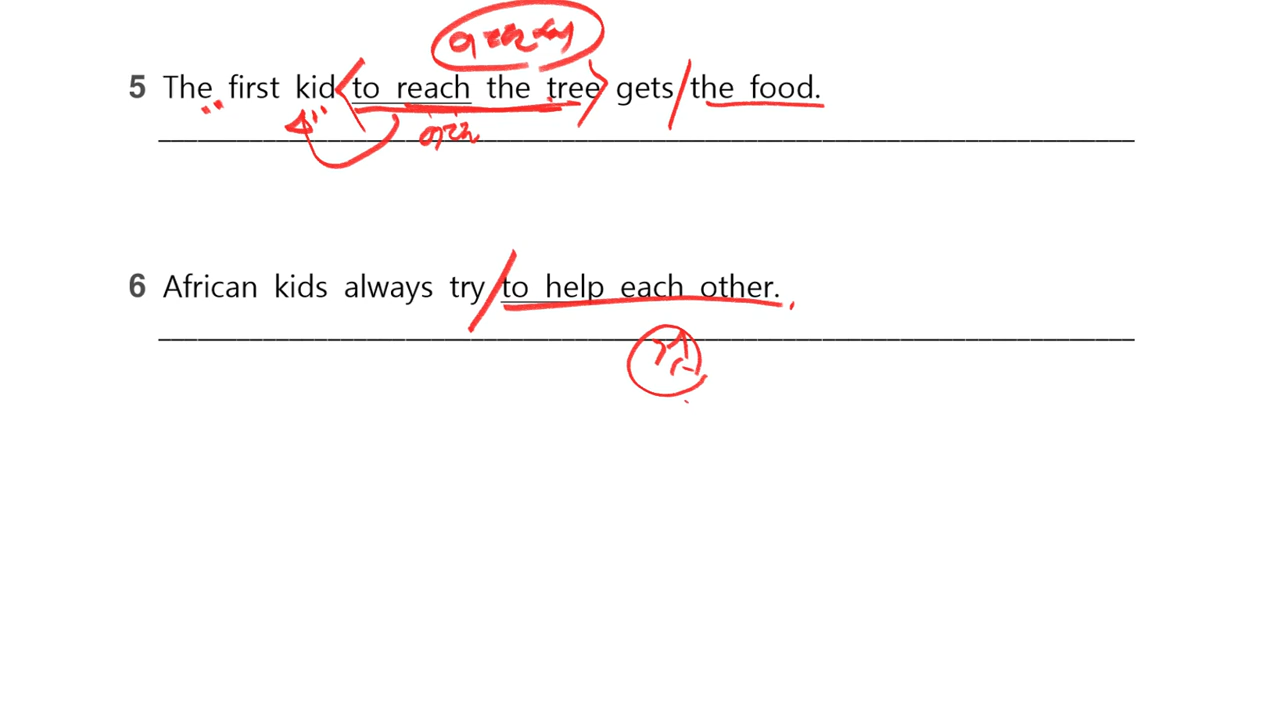 5 The first kid to reach the tree gets the food.
6 African kids always try to help each other.